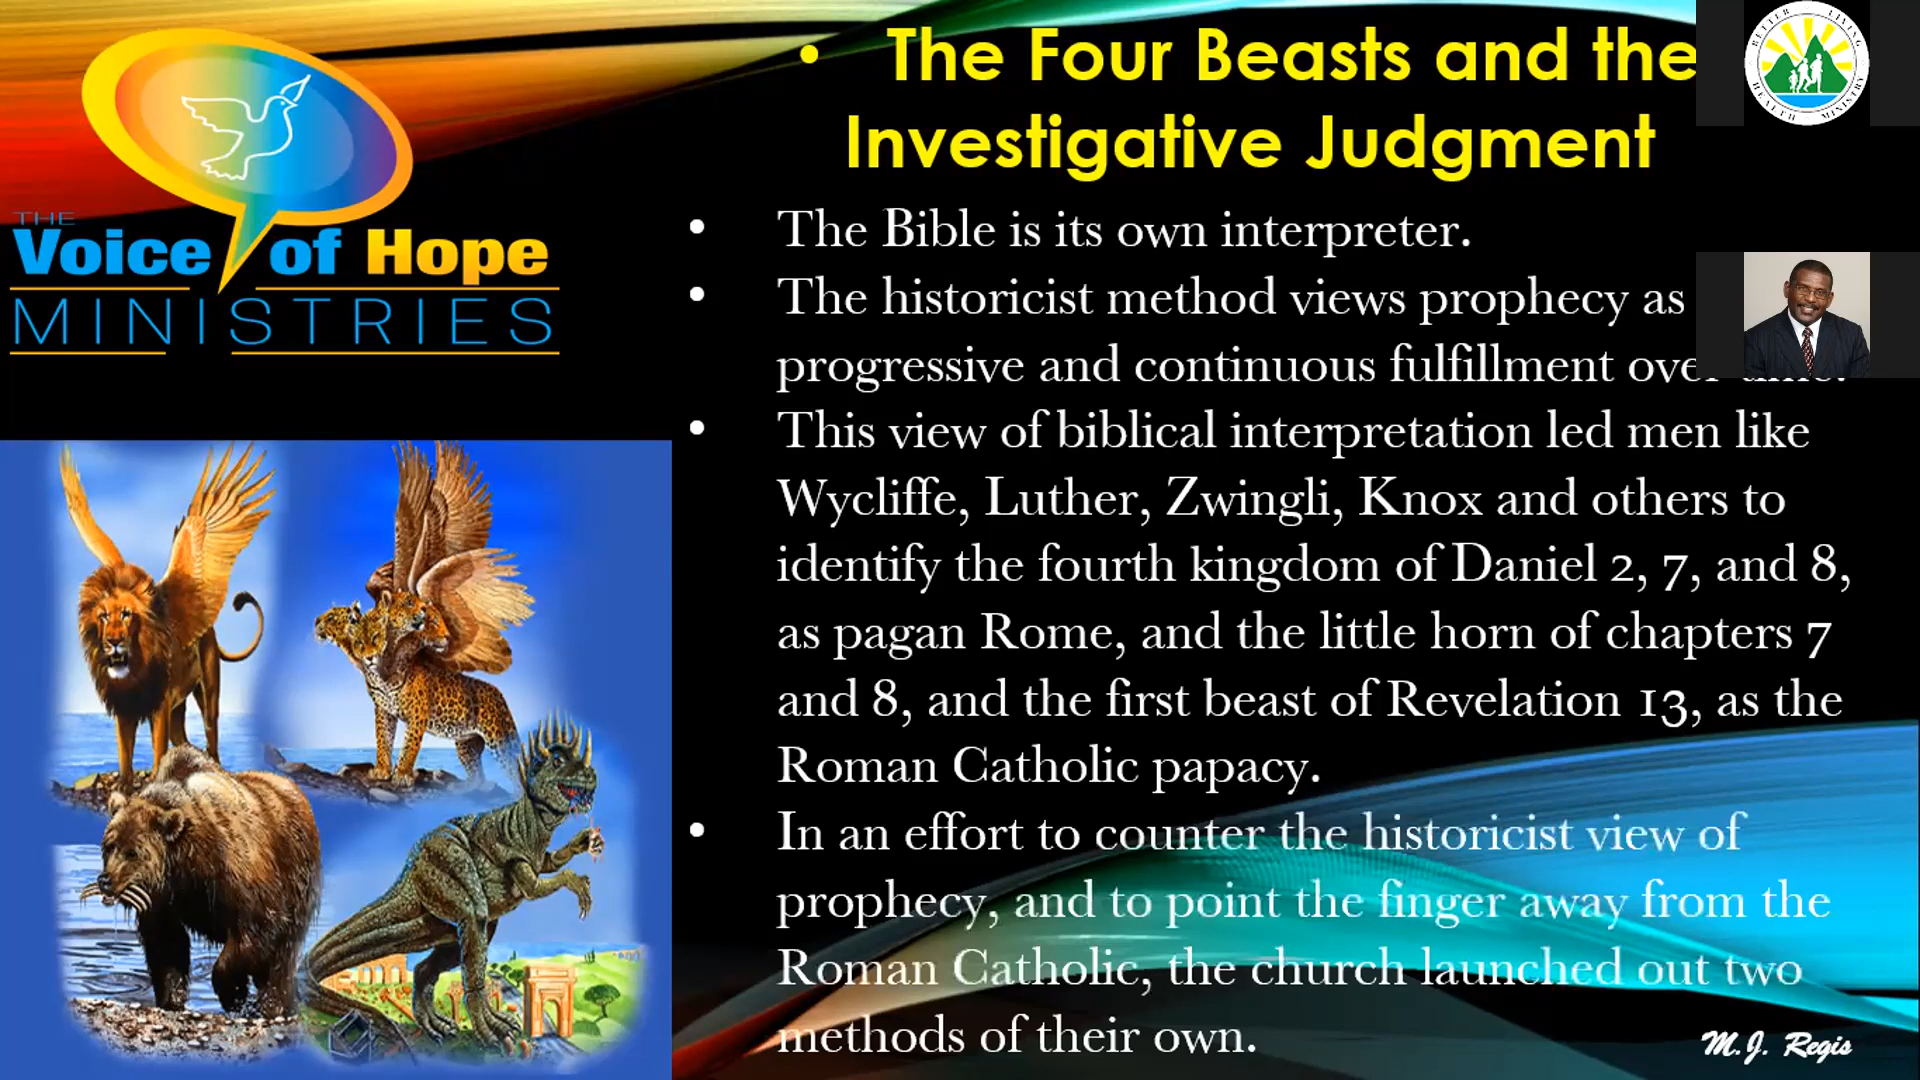 • The Four Beasts and the
Investigative Judgment
THE
Voice of Hope
MINISTRIES
BETTER LIVING
HEALTH MINISTRY
• The Bible is its own interpreter.
• The historicist method views prophecy as
progressive and continuous fulfillment over
• This view of biblical interpretation led men like
Wycliffe, Luther, Zwingli, Knox and others to
identify the fourth kingdom of Daniel 2, 7, and 8,
as pagan Rome, and the little horn of chapters 7
and 8, and the first beast of Revelation 13, as the
Roman Catholic papacy.
• In an effort to counter the historicist view of
prophecy, and to point the finger away from the
Roman Catholic, the church launched out two
methods of their own.
M.J. Regis